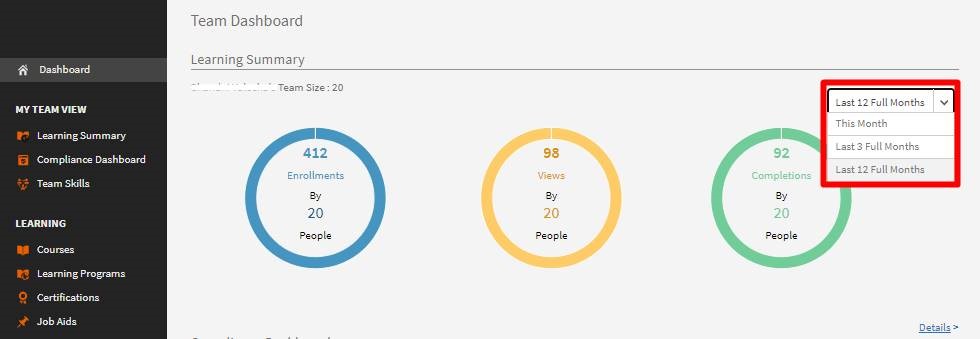 Team Dashboard
Learning Summary
Team Size : 20
Dashboard
MY TEAM VIEW
Learning Summary
Compliance Dashboard
Team Skills
LEARNING
Courses
Learning Programs
Certifications
Job Aids
Last 12 Full Months
This Month
Last 3 Full Months
Last 12 Full Months
412
Enrollments
By
20
People
98
Views
By
20
People
92
Completions
By
20
People
Details >